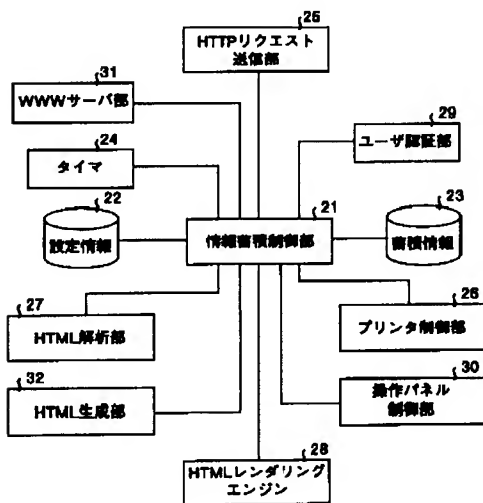 25
HTTPリクエスト
送信部
31
WWWサーバ部
29
ユーザ認証部
24
タイマ
22
設定情報
21
情報蓄積制御部
23
蓄積情報
27
HTML解析部
26
プリンタ制御部
32
HTML生成部
30
操作パネル
制御部
28
HTMLレンダリング
エンジン